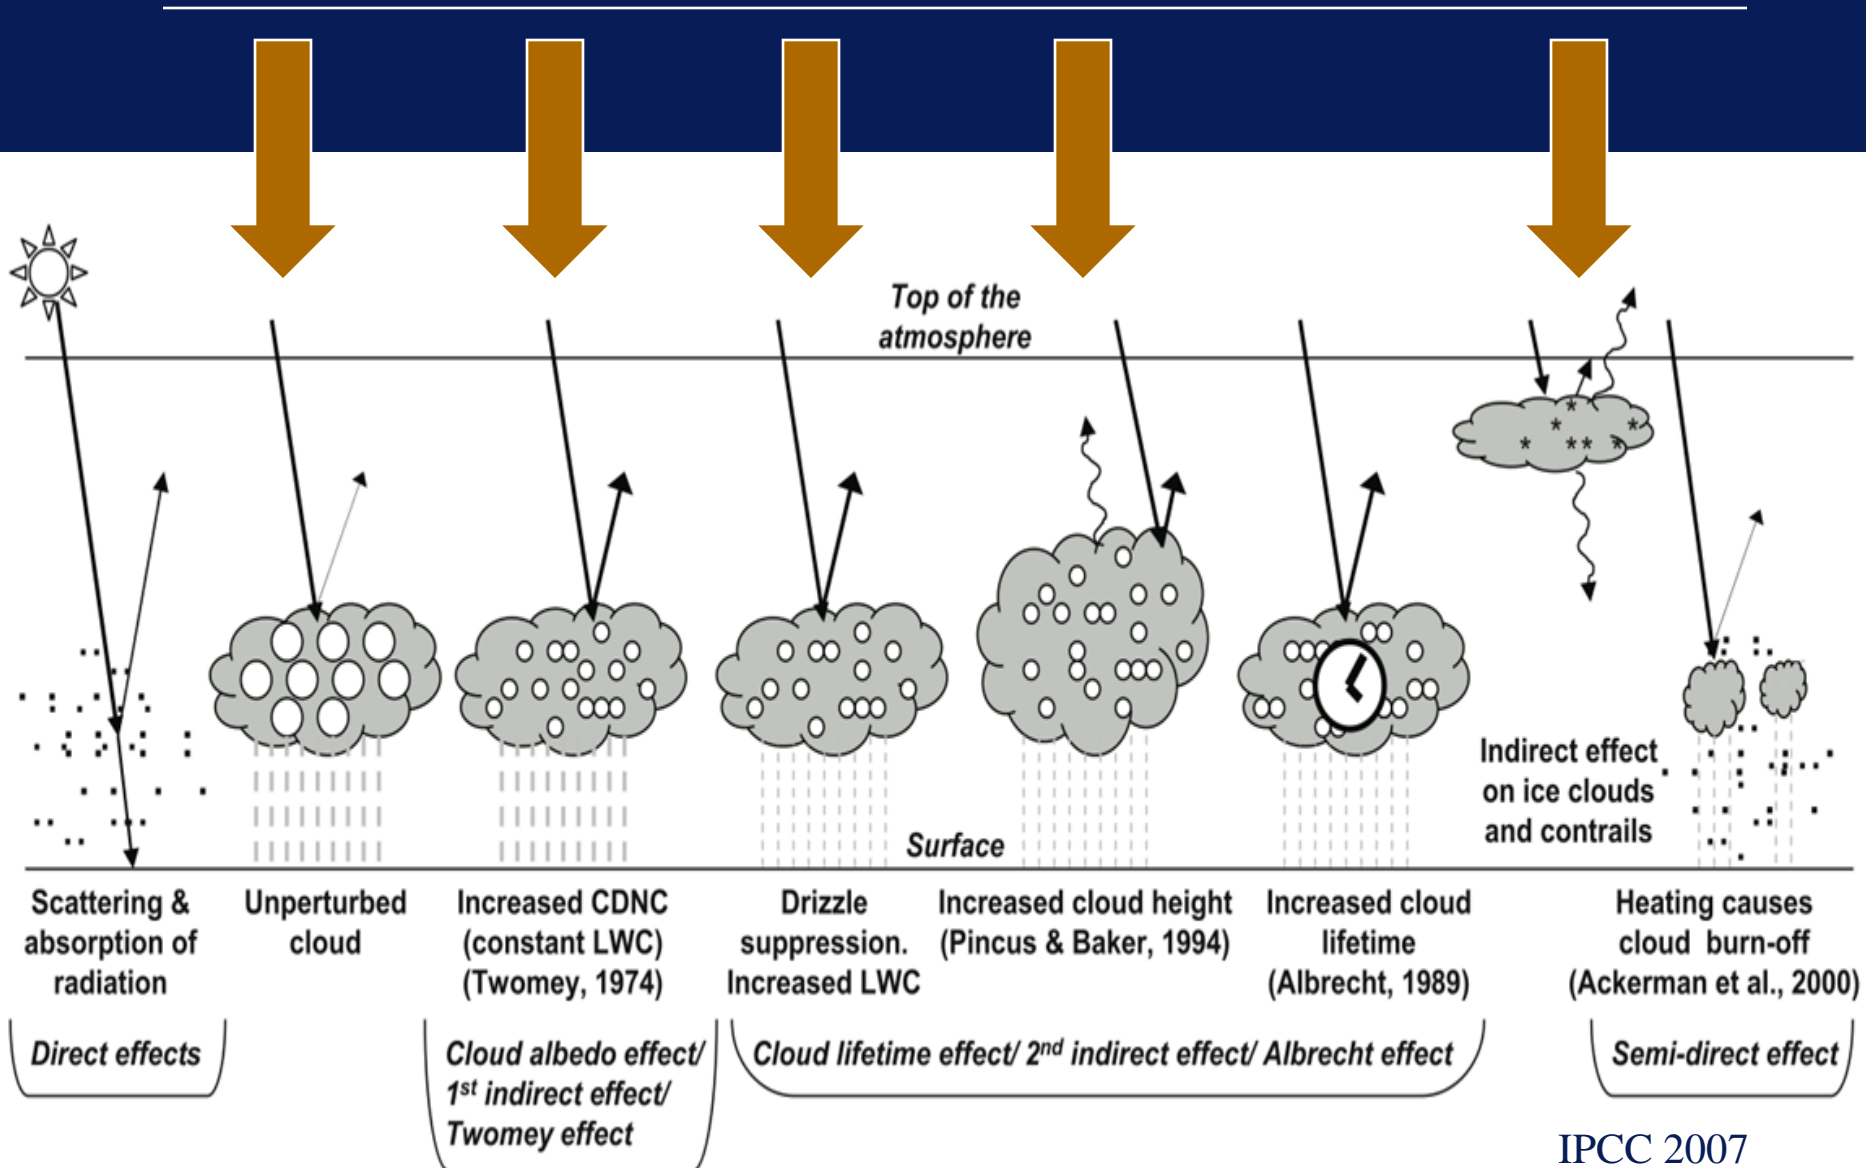 Top of the
atmosphere
Indirect effect
on ice clouds
and contrails
Surface
Scattering &
absorption of
radiation
Unperturbed
cloud
Increased CDNC
(constant LWC)
(Twomey, 1974)
Drizzle
suppression.
Increased LWC
Increased cloud height
(Pincus & Baker, 1994)
Increased cloud
lifetime
(Albrecht, 1989)
Heating causes
cloud burn-off
(Ackerman et al., 2000)
Direct effects
Cloud albedo effect/
1st indirect effect/
Twomey effect
Cloud lifetime effect/ 2nd indirect effect/ Albrecht effect
Semi-direct effect
IPCC 2007